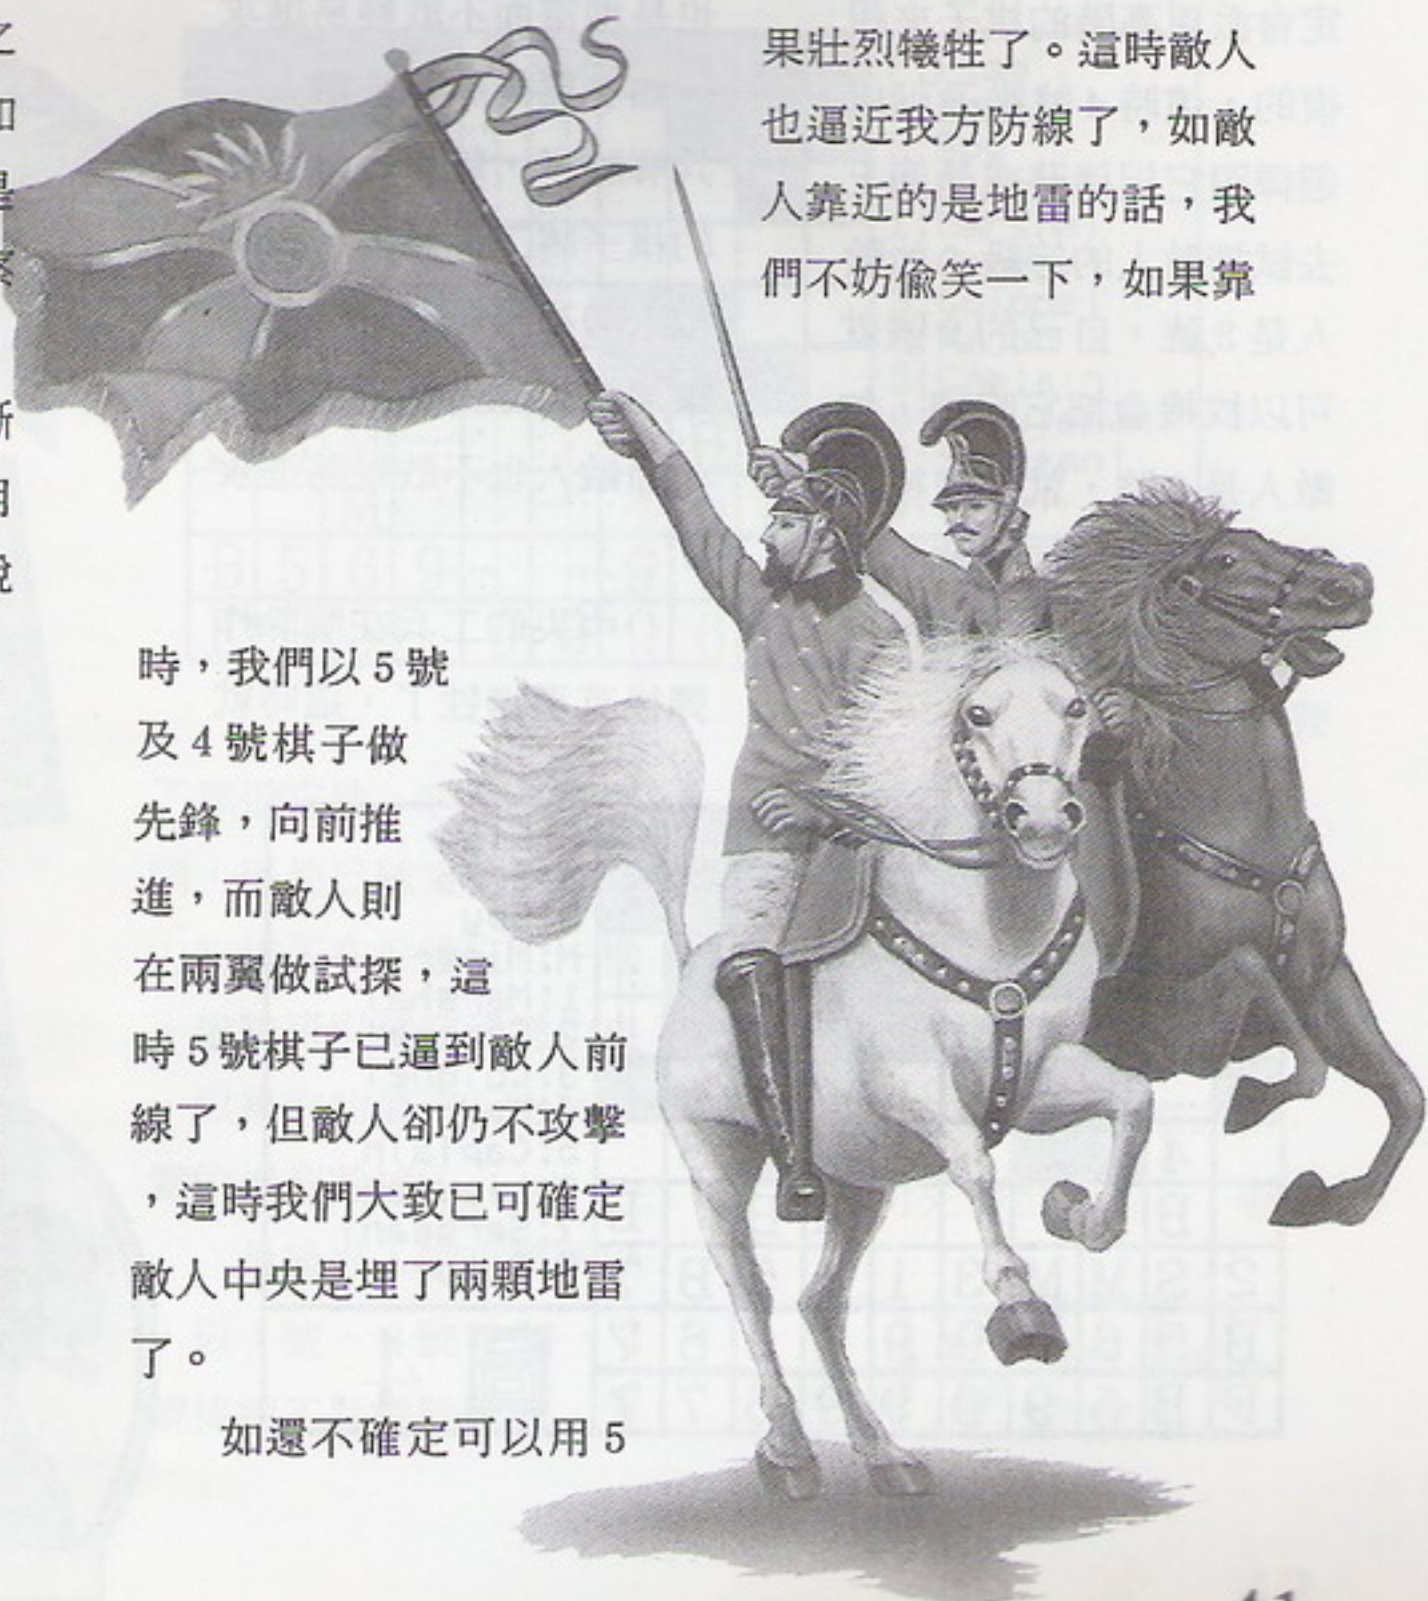 時，我們以5號
及4號棋子做
先鋒，向前推
進，而敵人則
在兩翼做試探，這
時5號棋子已逼到敵人前
線了，但敵人卻仍不攻擊
，這時我們大致已可確定
敵人中央是埋了兩顆地雷
了。
如還不確定可以用5
果壯烈犧牲了。這時敵人
也逼近我方防線了，如敵
人靠近的是地雷的話，我
們不妨偷笑一下，如果靠